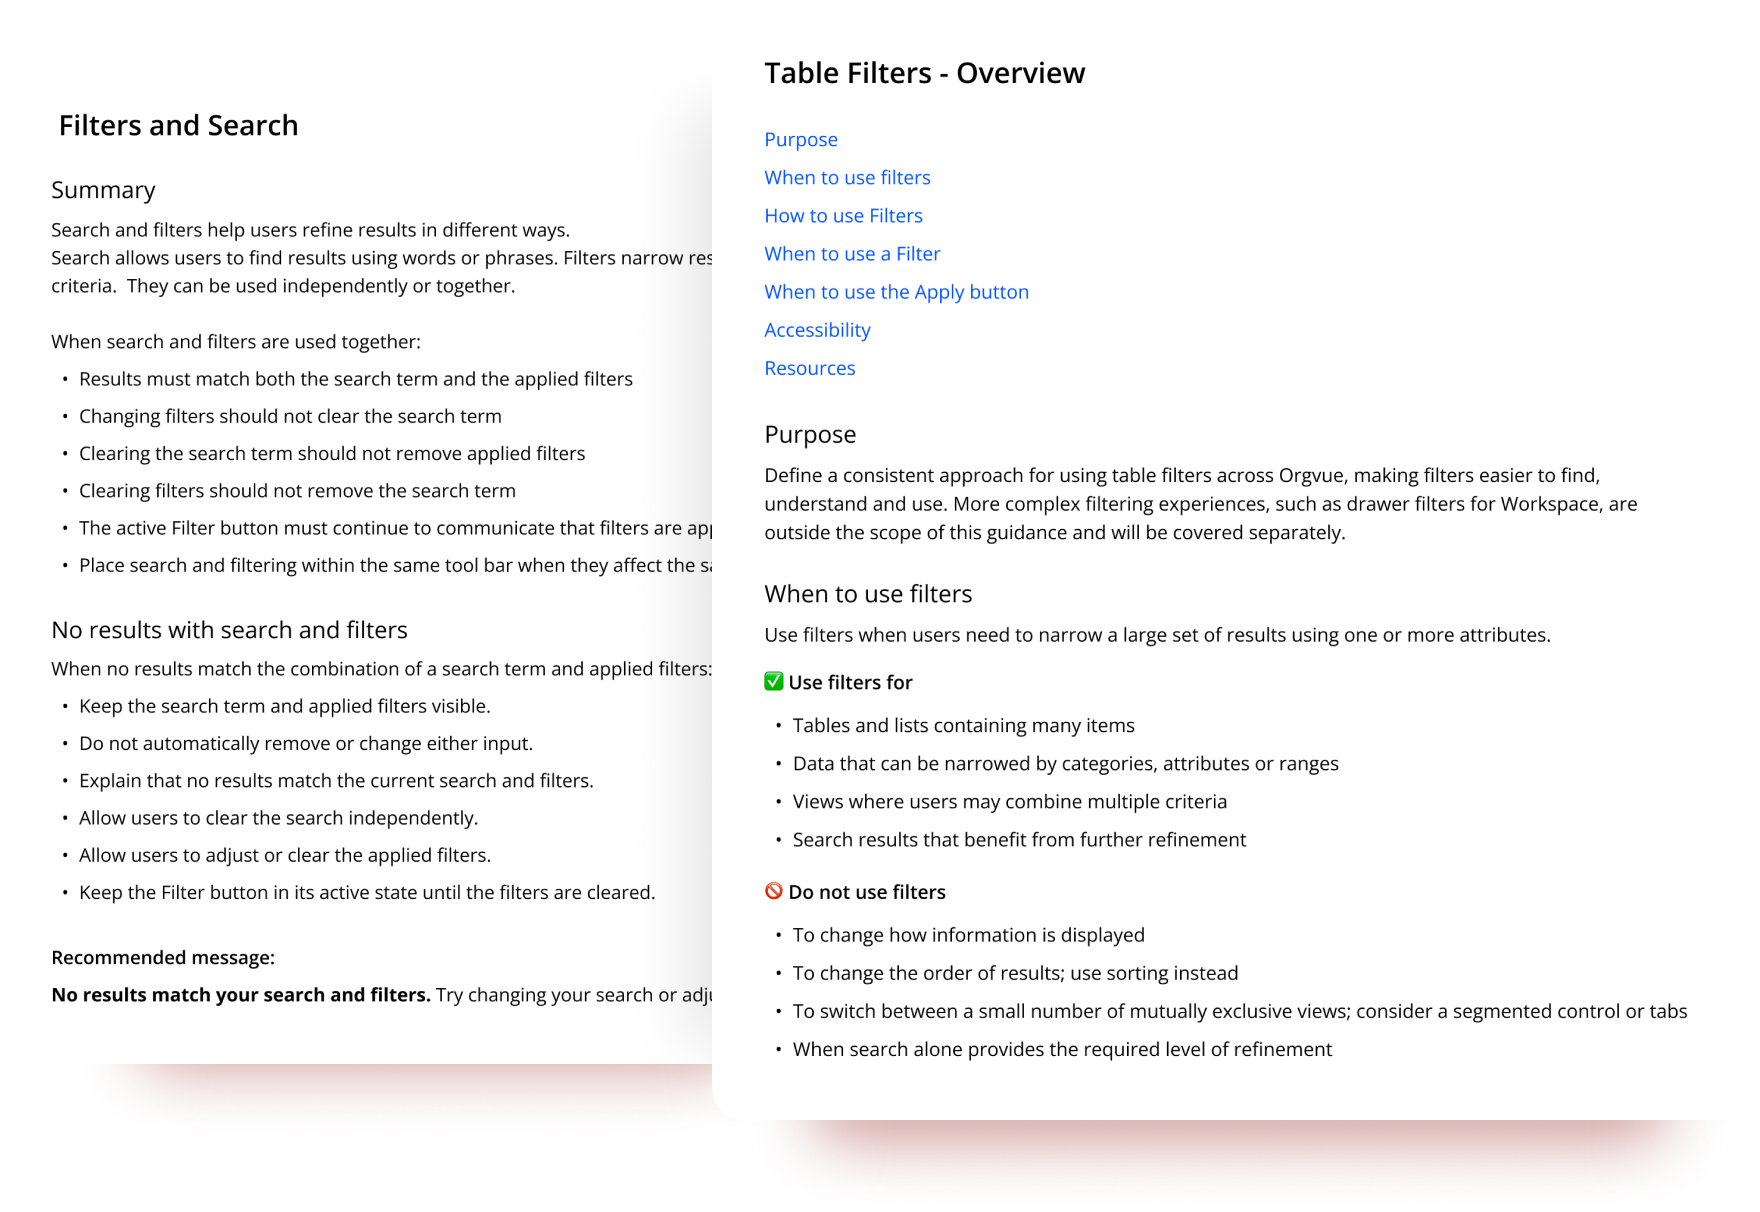 Filters and Search
Summary
Search and filters help users refine results in different ways.
Search allows users to find results using words or phrases. Filters narrow
criteria.  They can be used independently or together.
When search and filters are used together:
• Results must match both the search term and the applied filters
• Changing filters should not clear the search term
• Clearing the search term should not remove applied filters
• Clearing filters should not remove the search term
• The active Filter button must continue to communicate that filters are
• Place search and filtering within the same tool bar when they affect the
No results with search and filters
When no results match the combination of a search term and applied filters:
• Keep the search term and applied filters visible.
• Do not automatically remove or change either input.
• Explain that no results match the current search and filters.
• Allow users to clear the search independently.
• Allow users to adjust or clear the applied filters.
• Keep the Filter button in its active state until the filters are cleared.
Recommended message:
No results match your search and filters. Try changing your search or
Table Filters - Overview
Purpose
When to use filters
How to use Filters
When to use a Filter
When to use the Apply button
Accessibility
Resources
Purpose
Define a consistent approach for using table filters across Orgvue, making filters easier to find,
understand and use. More complex filtering experiences, such as drawer filters for Workspace, are
outside the scope of this guidance and will be covered separately.
When to use filters
Use filters when users need to narrow a large set of results using one or more attributes.
✅ Use filters for
• Tables and lists containing many items
• Data that can be narrowed by categories, attributes or ranges
• Views where users may combine multiple criteria
• Search results that benefit from further refinement
🚫 Do not use filters
• To change how information is displayed
• To change the order of results; use sorting instead
• To switch between a small number of mutually exclusive views; consider a segmented control or tabs
• When search alone provides the required level of refinement